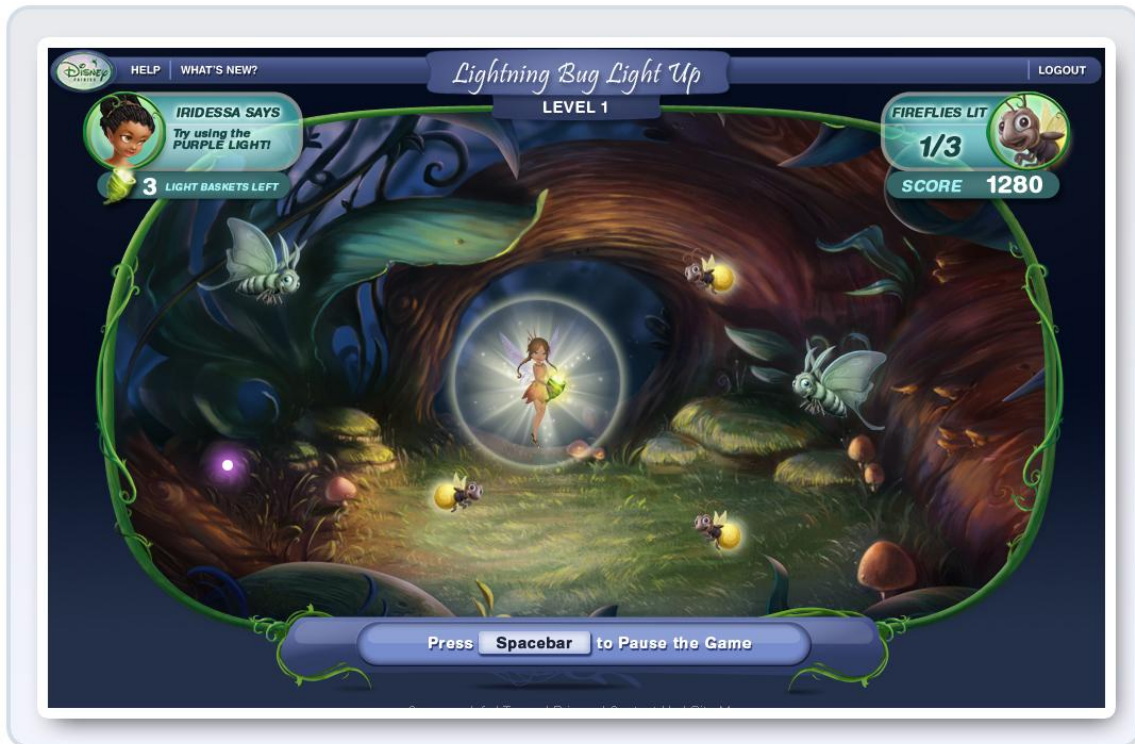 Disney
FAIRIES
HELP
WHAT'S NEW?
Lightning Bug Light Up
LOGOUT
LEVEL 1
IRIDESSA SAYS
Try using the
PURPLE LIGHT!
3 LIGHT BASKETS LEFT
FIREFLIES LIT
1/3
SCORE 1280
Press Spacebar to Pause the Game